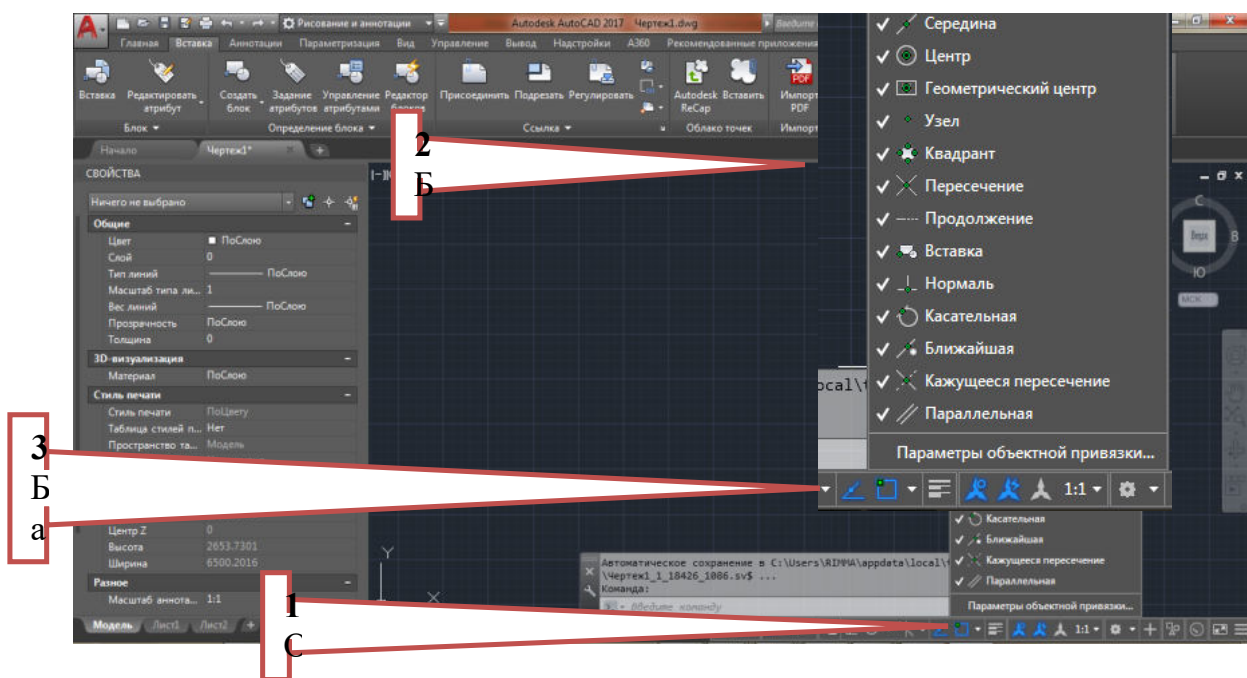 Рисование и аннотации
Autodesk AutoCAD 2017 Чертеж1.dwg
Введите
Главная Вставка Аннотации Параметризация Вид Управление Вывод Надстройки A360 Рекомендованные приложения
Вставка Редактировать атрибут
Создать блок
Задание атрибутов
Управление атрибутами
Редактор блоков
Присоединить Подрезать Регулировать
Autodesk ReCap
Вставить
Импорт PDF
Блок
Определение блока
Ссылка
Облако точек
Импорт
Начало
Чертеж1*
СВОЙСТВА
Ничего не выбрано
Общие
Цвет ПоСлою
Слой 0
Тип линий ПоСлою
Масштаб типа ли... 1
Вес линий ПоСлою
Прозрачность ПоСлою
Толщина 0
3D-визуализация
Материал ПоСлою
Стиль печати
Стиль печати ПоЦвету
Таблица стилей п... Нет
Пространство та... Модель
Центр Z 0
Высота 2653.7301
Ширина 6500.2016
Разное
Масштаб аннота... 1:1
Модель Лист1 Лист2 +
2
Б
3
Б
а
1
С
Y
X
Середина
Центр
Геометрический центр
Узел
Квадрант
Пересечение
Продолжение
Вставка
Нормаль
Касательная
Ближайшая
Кажущееся пересечение
Параллельная
Параметры объектной привязки...
ocal\
1:1
С
Верх
В
Ю
МСК
Касательная
Ближайшая
Кажущееся пересечение
Параллельная
Параметры объектной привязки...
Автоматическое сохранение в C:\Users\RIMMA\appdata\local\
\Чертеж1_1_18426_1086.sv$ ...
Команда:
Введите команду
1:1